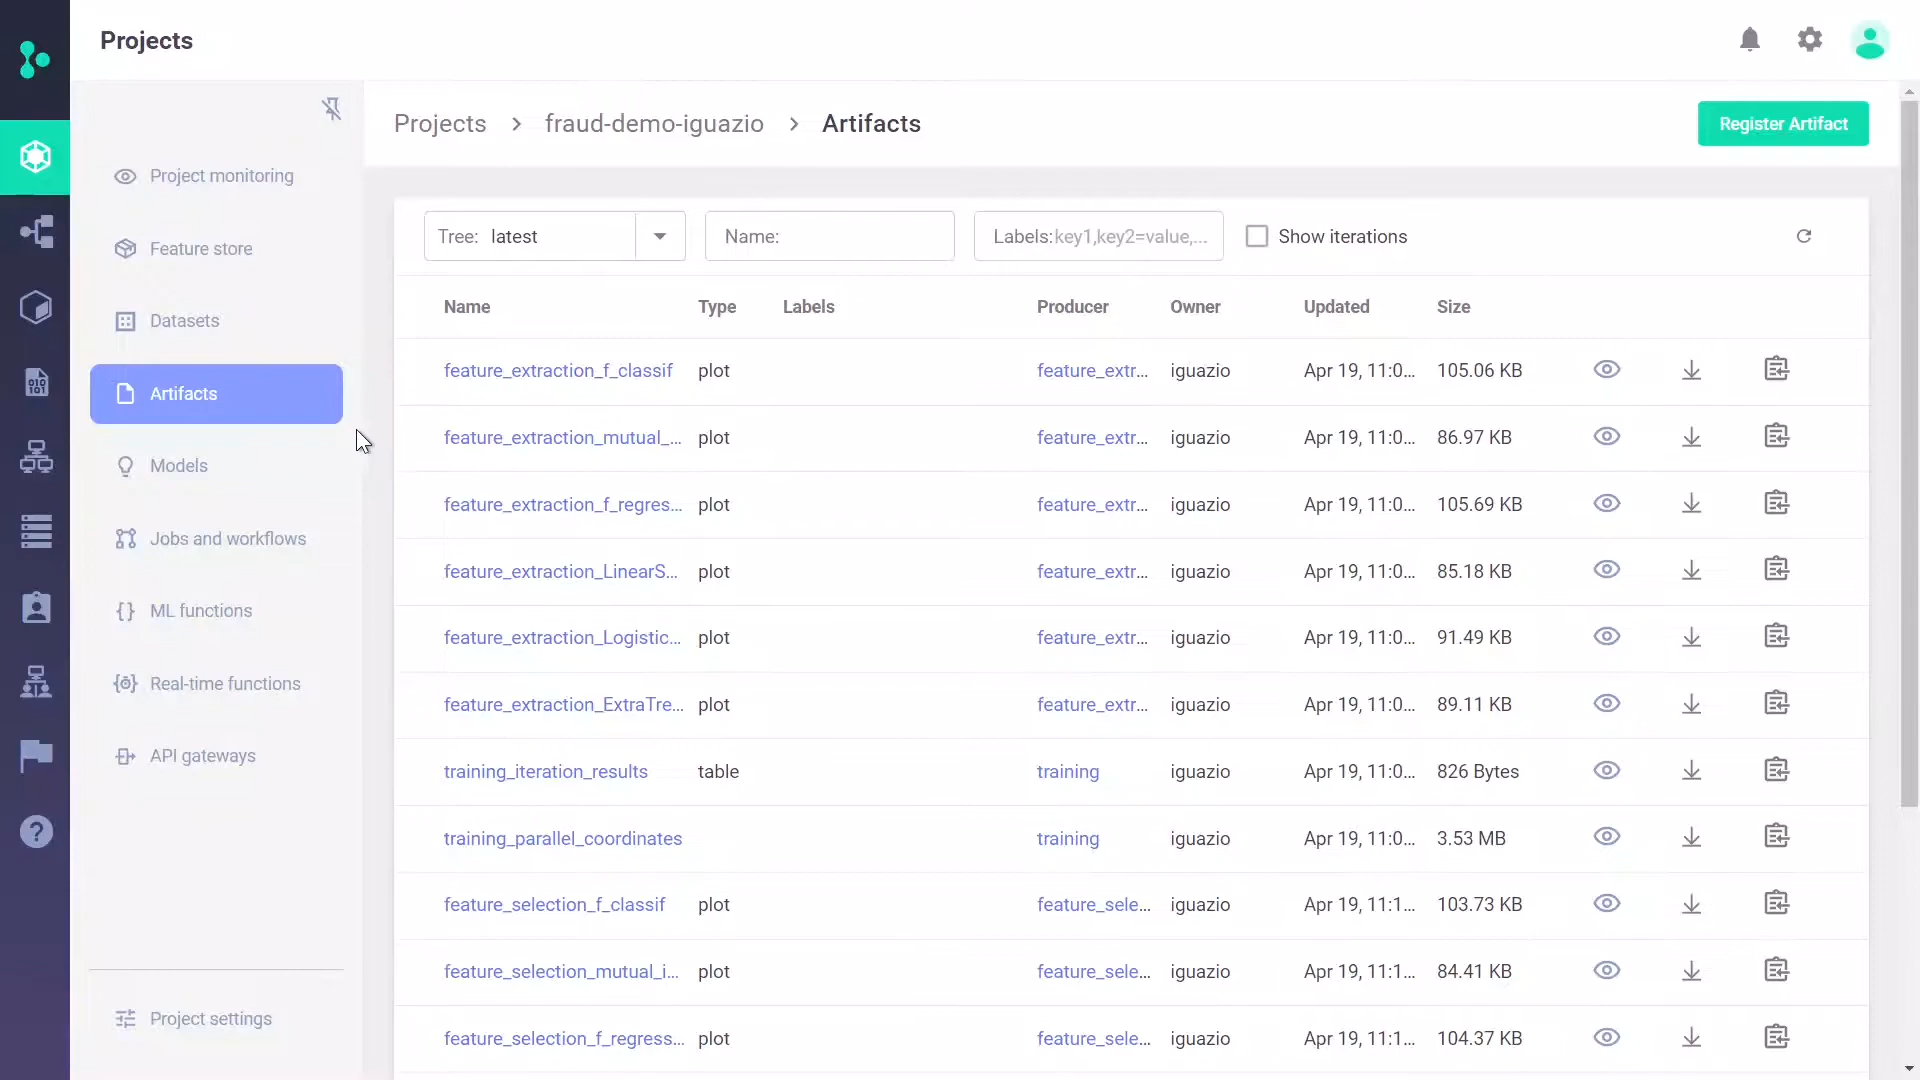 Projects
Projects > fraud-demo-iguazio > Artifacts
Register Artifact
Project monitoring
Feature store
Datasets
Artifacts
Models
Jobs and workflows
ML functions
Real-time functions
API gateways
Project settings
Tree: latest
Name:
Labels:key1,key2=value,...
Show iterations
Name Type Labels Producer Owner Updated Size
feature_extraction_f_classif plot feature_extr... iguazio Apr 19, 11:0... 105.06 KB
feature_extraction_mutual_... plot feature_extr... iguazio Apr 19, 11:0... 86.97 KB
feature_extraction_f_regres... plot feature_extr... iguazio Apr 19, 11:0... 105.69 KB
feature_extraction_LinearS... plot feature_extr... iguazio Apr 19, 11:0... 85.18 KB
feature_extraction_Logistic... plot feature_extr... iguazio Apr 19, 11:0... 91.49 KB
feature_extraction_ExtraTre... plot feature_extr... iguazio Apr 19, 11:0... 89.11 KB
training_iteration_results table training iguazio Apr 19, 11:0... 826 Bytes
training_parallel_coordinates training iguazio Apr 19, 11:0... 3.53 MB
feature_selection_f_classif plot feature_sele... iguazio Apr 19, 11:1... 103.73 KB
feature_selection_mutual_i... plot feature_sele... iguazio Apr 19, 11:1... 84.41 KB
feature_selection_f_regress... plot feature_sele... iguazio Apr 19, 11:1... 104.37 KB